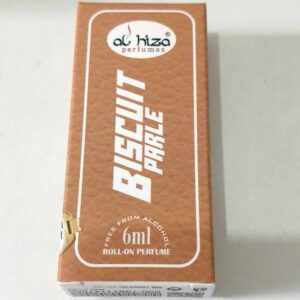 al hiza®
perfumes
BISCUIT
PARLE
FREE FROM ALCOHOL
6ml
ROLL-ON PERFUME